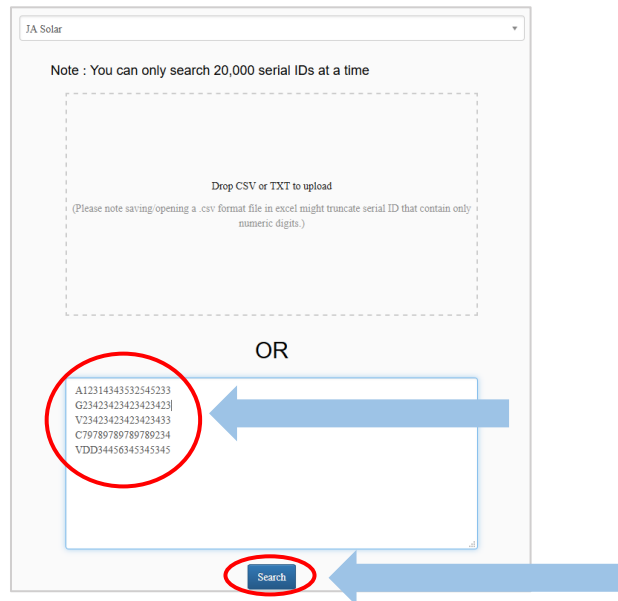 JA Solar
Note : You can only search 20,000 serial IDs at a time
Drop CSV or TXT to upload
(Please note saving/opening a .csv format file in excel might truncate serial ID that contain only
numeric digits.)
OR
A12314343532545233
G23423423423423423
V23423423423423433
C79789789789789234
VDD34456345345345
Search